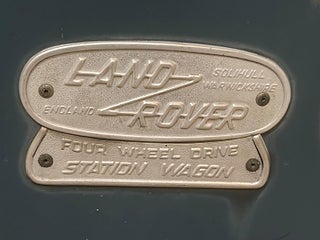 LAND
SOLIHULL
WARWICKSHIRE
ENGLAND
ROVER
FOUR WHEEL DRIVE
STATION WAGON